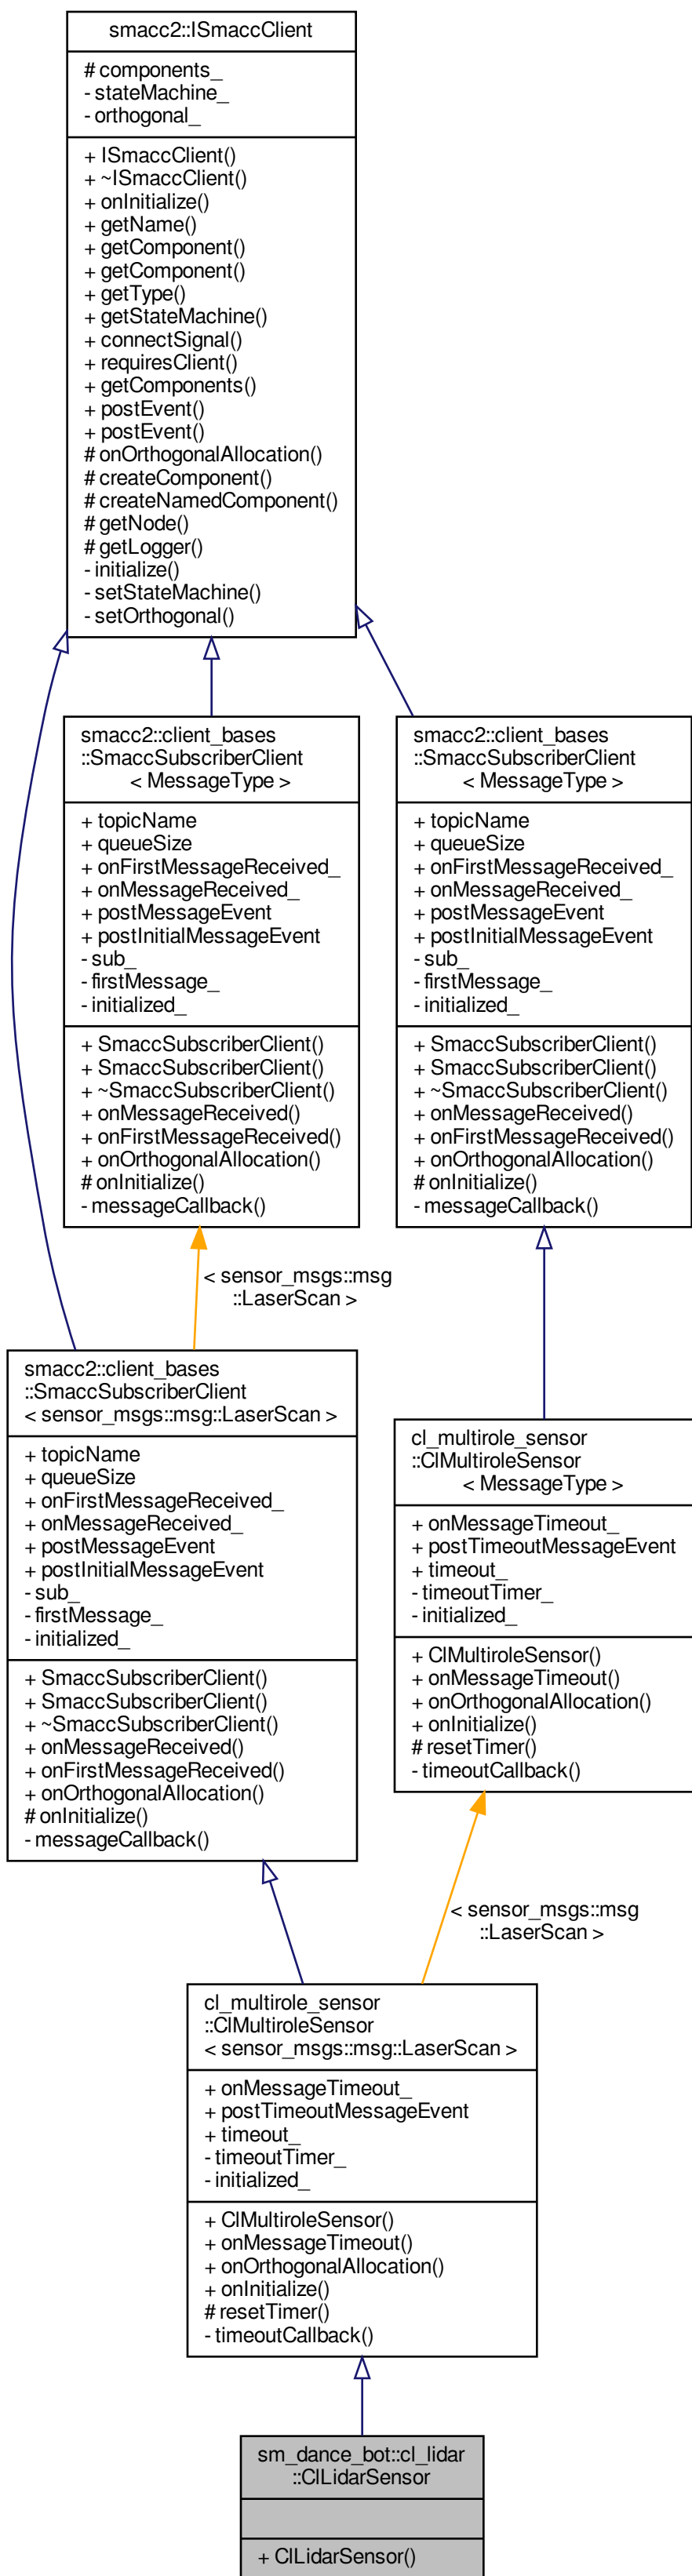 smacc2::ISmaccClient
# components_
- stateMachine_
- orthogonal_
+ ISmaccClient()
+ ~ISmaccClient()
+ onInitialize()
+ getName()
+ getComponent()
+ getComponent()
+ getType()
+ getStateMachine()
+ connectSignal()
+ requiresClient()
+ getComponents()
+ postEvent()
+ postEvent()
# onOrthogonalAllocation()
# createComponent()
# createNamedComponent()
# getNode()
# getLogger()
- initialize()
- setStateMachine()
- setOrthogonal()
smacc2::client_bases
::SmaccSubscriberClient
< MessageType >
+ topicName
+ queueSize
+ onFirstMessageReceived_
+ onMessageReceived_
+ postMessageEvent
+ postInitialMessageEvent
- sub_
- firstMessage_
- initialized_
+ SmaccSubscriberClient()
+ SmaccSubscriberClient()
+ ~SmaccSubscriberClient()
+ onMessageReceived()
+ onFirstMessageReceived()
+ onOrthogonalAllocation()
# onInitialize()
- messageCallback()
smacc2::client_bases
::SmaccSubscriberClient
< MessageType >
+ topicName
+ queueSize
+ onFirstMessageReceived_
+ onMessageReceived_
+ postMessageEvent
+ postInitialMessageEvent
- sub_
- firstMessage_
- initialized_
+ SmaccSubscriberClient()
+ SmaccSubscriberClient()
+ ~SmaccSubscriberClient()
+ onMessageReceived()
+ onFirstMessageReceived()
+ onOrthogonalAllocation()
# onInitialize()
- messageCallback()
< sensor_msgs::msg
::LaserScan >
smacc2::client_bases
::SmaccSubscriberClient
< sensor_msgs::msg::LaserScan >
+ topicName
+ queueSize
+ onFirstMessageReceived_
+ onMessageReceived_
+ postMessageEvent
+ postInitialMessageEvent
- sub_
- firstMessage_
- initialized_
+ SmaccSubscriberClient()
+ SmaccSubscriberClient()
+ ~SmaccSubscriberClient()
+ onMessageReceived()
+ onFirstMessageReceived()
+ onOrthogonalAllocation()
# onInitialize()
- messageCallback()
cl_multirole_sensor
::ClMultiroleSensor
< MessageType >
+ onMessageTimeout_
+ postTimeoutMessageEvent
+ timeout_
- timeoutTimer_
- initialized_
+ ClMultiroleSensor()
+ onMessageTimeout()
+ onOrthogonalAllocation()
+ onInitialize()
# resetTimer()
- timeoutCallback()
< sensor_msgs::msg
::LaserScan >
cl_multirole_sensor
::ClMultiroleSensor
< sensor_msgs::msg::LaserScan >
+ onMessageTimeout_
+ postTimeoutMessageEvent
+ timeout_
- timeoutTimer_
- initialized_
+ ClMultiroleSensor()
+ onMessageTimeout()
+ onOrthogonalAllocation()
+ onInitialize()
# resetTimer()
- timeoutCallback()
sm_dance_bot::cl_lidar
::ClLidarSensor
+ ClLidarSensor()